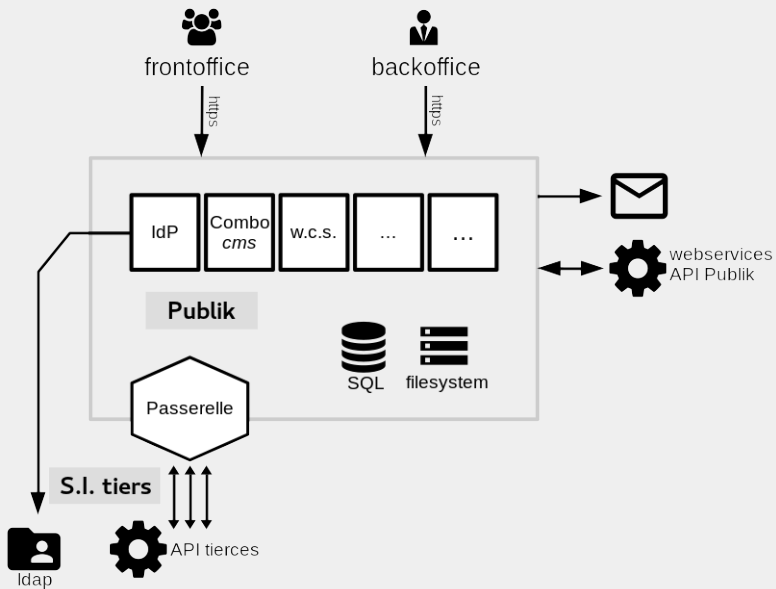 frontoffice
backoffice
https
https
IdP
Combo
cms
w.c.s.
...
...
webservices
API Publik
Publik
SQL
filesystem
Passerelle
S.I. tiers
API tierces
ldap